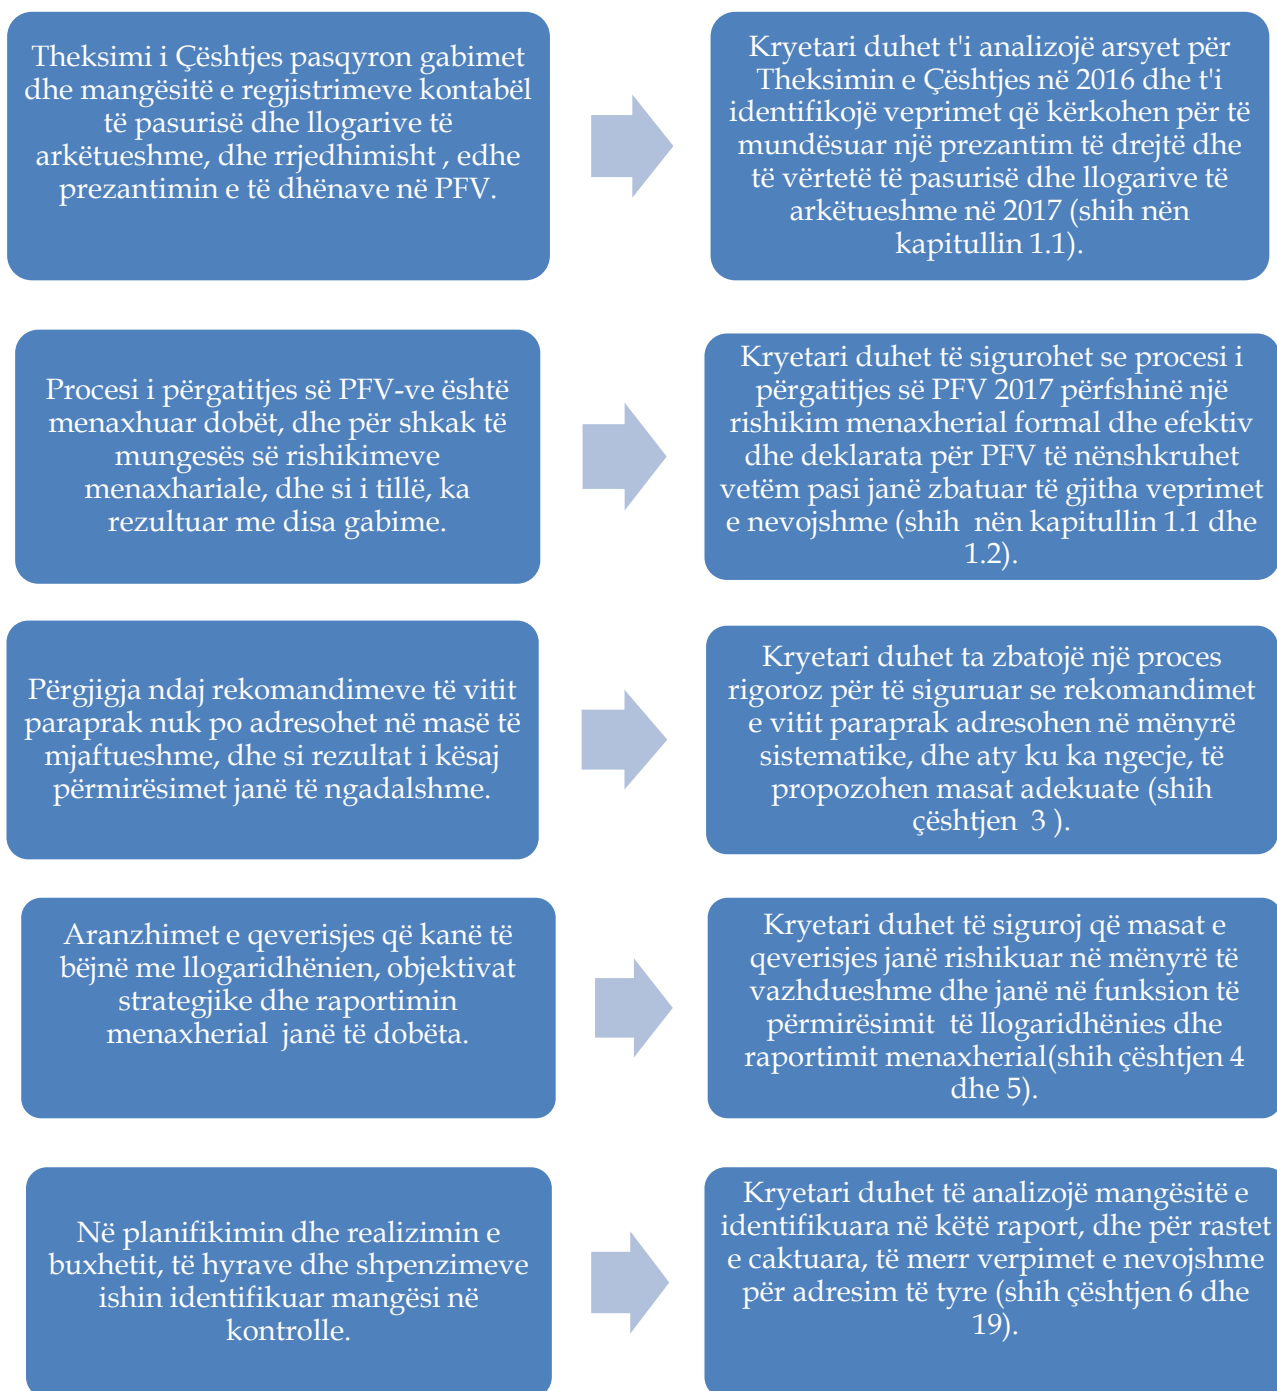 Theksimi i Çështjes pasqyron gabimet
dhe mangësitë e regjistrimeve kontabël
të pasurisë dhe llogarive të
arkëtueshme, dhe rrjedhimisht , edhe
prezantimin e të dhënave në PFV.
Kryetari duhet t'i analizojë arsyet për
Theksimin e Çështjes në 2016 dhe t'i
identifikojë veprimet që kërkohen për të
mundësuar një prezantim të drejtë dhe
të vërtetë të pasurisë dhe llogarive të
arkëtueshme në 2017 (shih nën
kapitullin 1.1).
Procesi i përgatitjes së PFV-ve është
menaxhuar dobët, dhe për shkak të
mungesës së rishikimeve
menaxhariale, dhe si i tillë, ka
rezultuar me disa gabime.
Kryetari duhet të sigurohet se procesi i
përgatitjes së PFV 2017 përfshinë një
rishikim menaxherial formal dhe efektiv
dhe deklarata për PFV të nënshkruhet
vetëm pasi janë zbatuar të gjitha veprimet
e nevojshme (shih nën kapitullin 1.1 dhe
1.2).
Përgjigja ndaj rekomandimeve të vitit
paraprak nuk po adresohet në masë të
mjaftueshme, dhe si rezultat i kësaj
përmirësimet janë të ngadalshme.
Kryetari duhet ta zbatojë një proces
rigoroz për të siguruar se rekomandimet
e vitit paraprak adresohen në mënyrë
sistematike, dhe aty ku ka ngecje, të
propozohen masat adekuate (shih
çështjen 3 ).
Aranzhimet e qeverisjes që kanë të
bëjnë me llogaridhënien, objektivat
strategjike dhe raportimin
menaxherial janë të dobëta.
Kryetari duhet të siguroj që masat e
qeverisjes janë rishikuar në mënyrë të
vazhdueshme dhe janë në funksion të
përmirësimit të llogaridhënies dhe
raportimit menaxherial(shih çështjen 4
dhe 5).
Në planifikimin dhe realizimin e
buxhetit, të hyrave dhe shpenzimeve
ishin identifikuar mangësi në
kontrolle.
Kryetari duhet të analizojë mangësitë e
identifikuara në këtë raport, dhe për rastet
e caktuara, të merr verpimet e nevojshme
për adresim të tyre (shih çështjen 6 dhe
19).